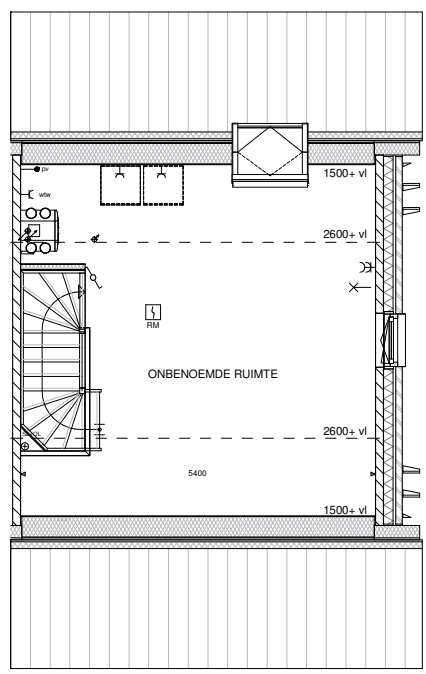 pv
1500+ vl
wtw
2600+ vl
RM
ONBENOEMDE RUIMTE
2600+ vl
5400
1500+ vl